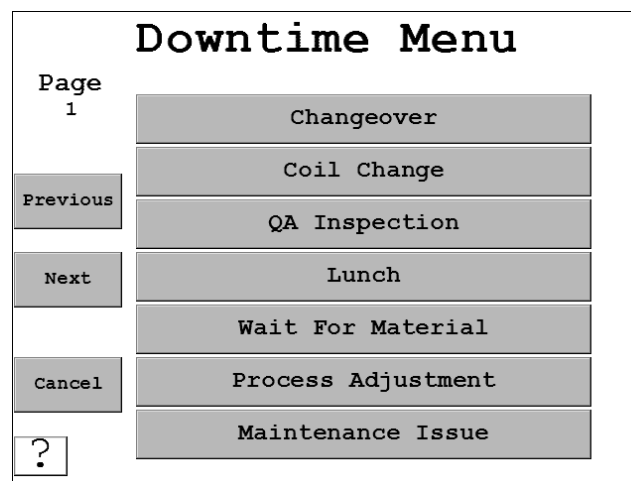 Downtime Menu
Page
1
Changeover
Coil Change
Previous
QA Inspection
Next
Lunch
Wait For Material
Cancel
Process Adjustment
Maintenance Issue
?